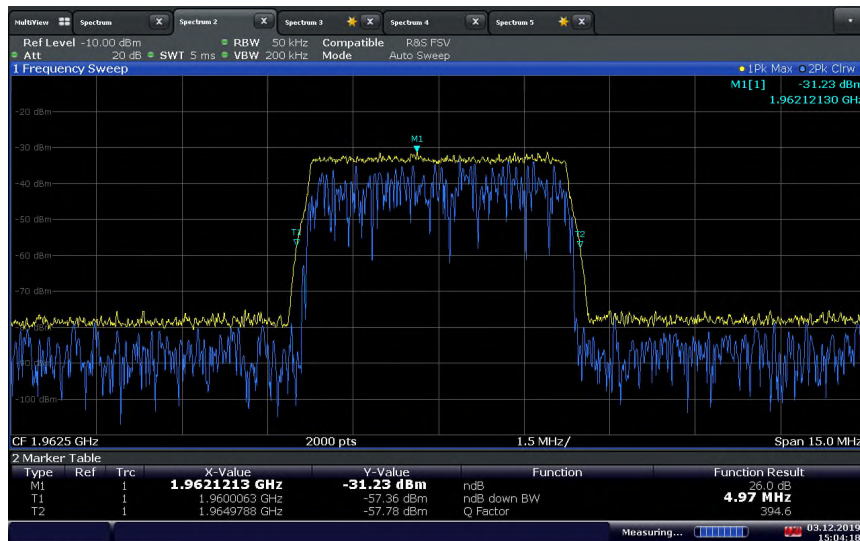 MultiView Spectrum X Spectrum 2 X Spectrum 3 X Spectrum 4 X Spectrum 5 X
Ref Level -10.00 dBm RBW 50 kHz Compatible R&S FSV
Att 20 dB SWT 5 ms VBW 200 kHz Mode Auto Sweep
1 Frequency Sweep 1Pk Max 2Pk Clrw
M1[1] -31.23 dBm
1.96212130 GHz
-20 dBm
M1
-30 dBm
-40 dBm
-50 dBm
T2
-60 dBm
-70 dBm
-100 dBm
CF 1.9625 GHz 2000 pts 1.5 MHz/ Span 15.0 MHz
2 Marker Table
Type Ref Trc X-Value Y-Value Function Function Result
M1 1 1.9621213 GHz -31.23 dBm ndB 26.0 dB
T1 1 1.9600063 GHz -57.36 dBm ndB down BW 4.97 MHz
T2 1 1.9649788 GHz -57.78 dBm Q Factor 394.6
Measuring... 03.12.2019
15:04:18